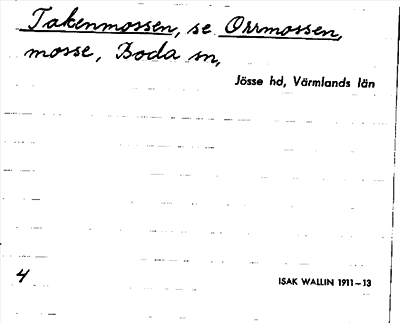 Takenmossen, se Orrmossen,
mosse, Boda sn,
Jösse hd, Värmlands län
4
ISAK WALLIN 1911–13